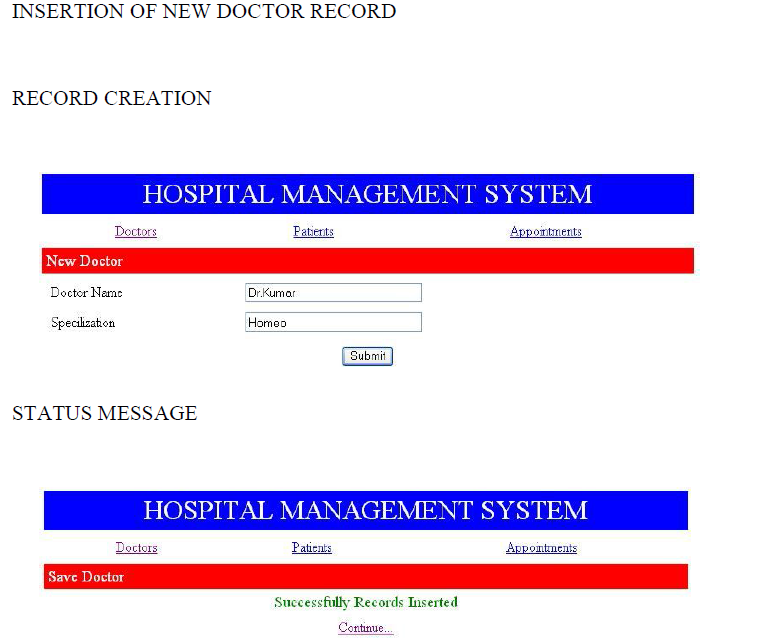 INSERTION OF NEW DOCTOR RECORD
RECORD CREATION
HOSPITAL MANAGEMENT SYSTEM
Doctors Patients Appointments
New Doctor
Doctor Name Dr.Kumar
Specilization Homeo
Submit
STATUS MESSAGE
HOSPITAL MANAGEMENT SYSTEM
Doctors Patients Appointments
Save Doctor
Successfully Records Inserted
Continue...